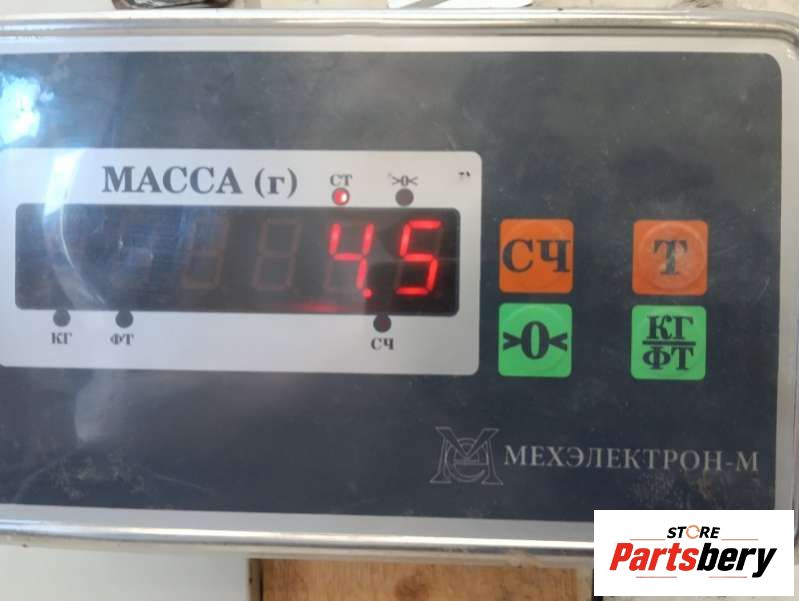 МАССА (г)
СТ >0<
4.5
КГ ФТ СЧ
СЧ Т
>0< КГ/ФТ
МЕХЭЛЕКТРОН-М
STORE
Partsbery